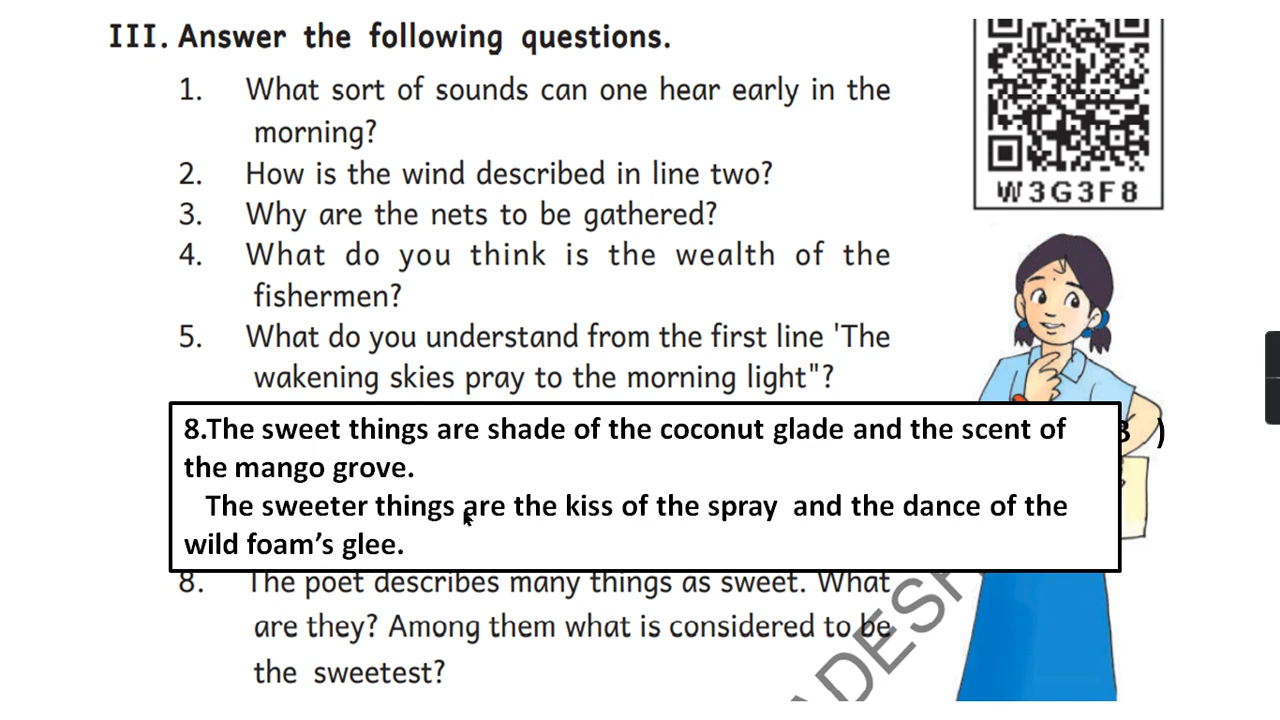 III. Answer the following questions.
W3G3F8
1. What sort of sounds can one hear early in the
morning?
2. How is the wind described in line two?
3. Why are the nets to be gathered?
4. What do you think is the wealth of the
fishermen?
5. What do you understand from the first line 'The
wakening skies pray to the morning light"?
8.The sweet things are shade of the coconut glade and the scent of
the mango grove.
The sweeter things are the kiss of the spray and the dance of the
wild foam's glee.
)
8. The poet describes many things as sweet. What
are they? Among them what is considered to be
the sweetest?